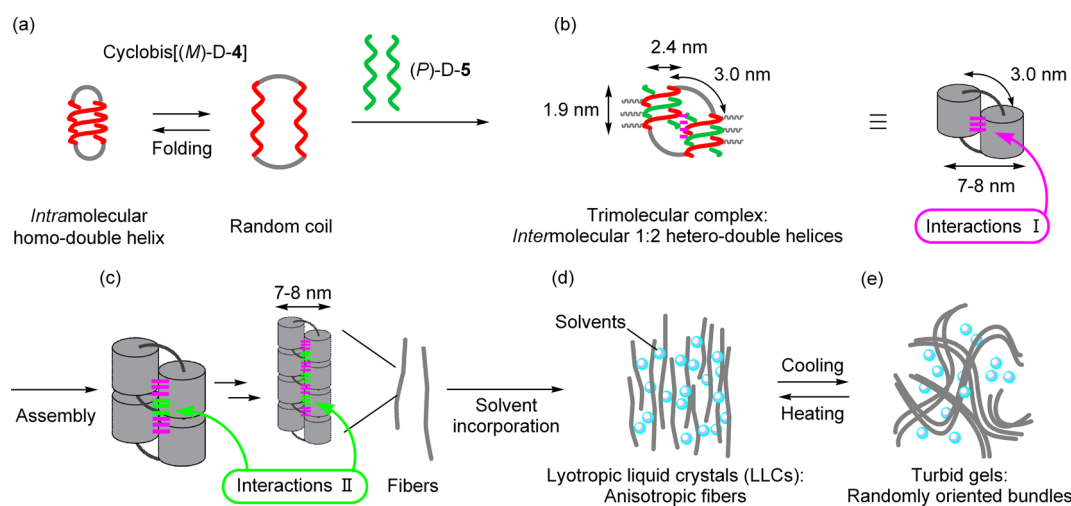 (a)
Cyclobis[(M)-D-4]
Folding
Intramolecular
homo-double helix
Random coil
(P)-D-5
(b)
2.4 nm
3.0 nm
1.9 nm
Trimolecular complex:
Intermolecular 1:2 hetero-double helices
≡
3.0 nm
7-8 nm
Interactions I
(c)
Assembly
7-8 nm
Interactions II
Fibers
Solvent
incorporation
(d)
Solvents
Lyotropic liquid crystals (LLCs):
Anisotropic fibers
Cooling
Heating
(e)
Turbid gels:
Randomly oriented bundles